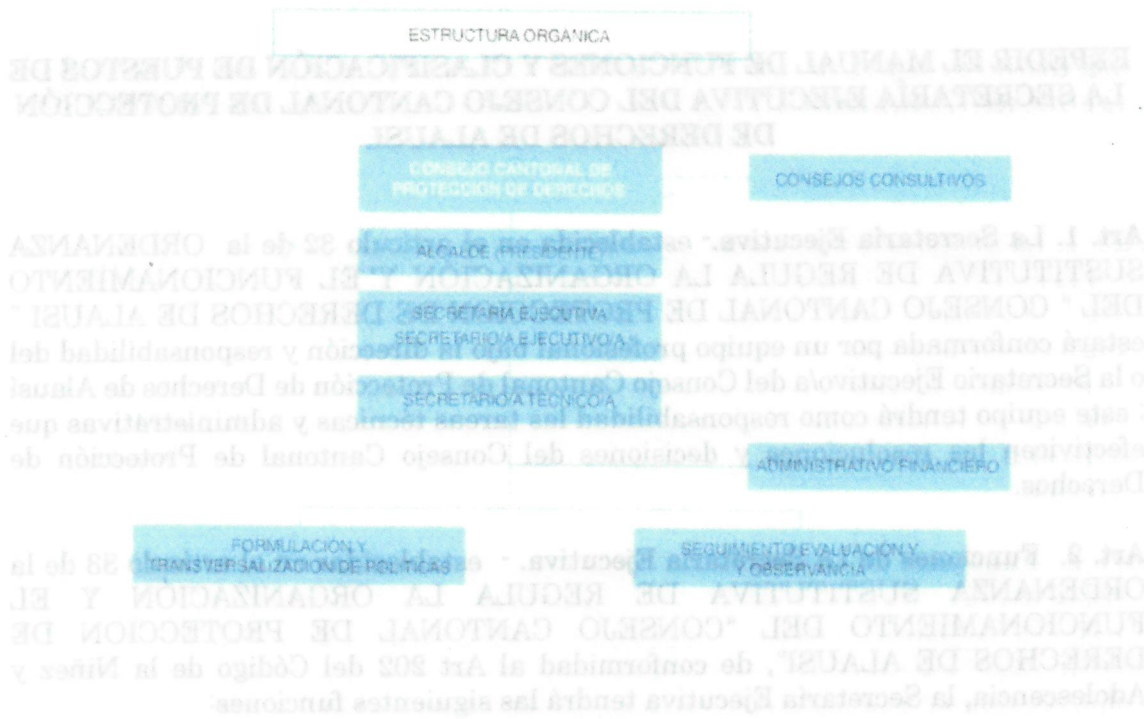 ESTRUCTURA ORGANICA
EXPEDIR EL MANUAL DE FUNCIONES Y CLASIFICACIÓN DE PUESTOS DE
LA SECRETARÍA EJECUTIVA DEL CONSEJO CANTONAL DE PROTECCIÓN
DE DERECHOS DE ALAUSI
CONSEJO CANTONAL DE
PROTECCION DE DERECHOS
CONSEJOS CONSULTIVOS
ALCALDE (PRESIDENTE)
Art. 1. La Secretaría Ejecutiva.- establecida en el artículo 32 de la ORDENANZA
SUSTITUTIVA DE REGULA LA ORGANIZACIÓN Y EL FUNCIONAMIENTO
DEL " CONSEJO CANTONAL DE PROTECCION DE DERECHOS DE ALAUSI "
estará conformada por un equipo profesional bajo la dirección y responsabilidad del
o la Secretario Ejecutivo/a del Consejo Cantonal de Protección de Derechos de Alausí
; este equipo tendrá como responsabilidad las tareas técnicas y administrativas que
efectivicen las resoluciones y decisiones del Consejo Cantonal de Protección de
Derechos.
SECRETARIA EJECUTIVA
SECRETARIO/A EJECUTIVO/A
SECRETARIO/A TECNICO/A
ADMINISTRATIVO FINANCIERO
FORMULACION Y
TRANSVERSALIZACION DE POLITICAS
SEGUIMIENTO EVALUACIÓN Y
Y OBSERVANCIA
Art. 2. Funciones de la Secretaría Ejecutiva. - establecida en el artículo 33 de la
ORDENANZA SUSTITUTIVA DE REGULA LA ORGANIZACIÓN Y EL
FUNCIONAMIENTO DEL "CONSEJO CANTONAL DE PROTECCION DE
DERECHOS DE ALAUSI", de conformidad al Art 202 del Código de la Niñez y
Adolescencia, la Secretaría Ejecutiva tendrá las siguientes funciones: